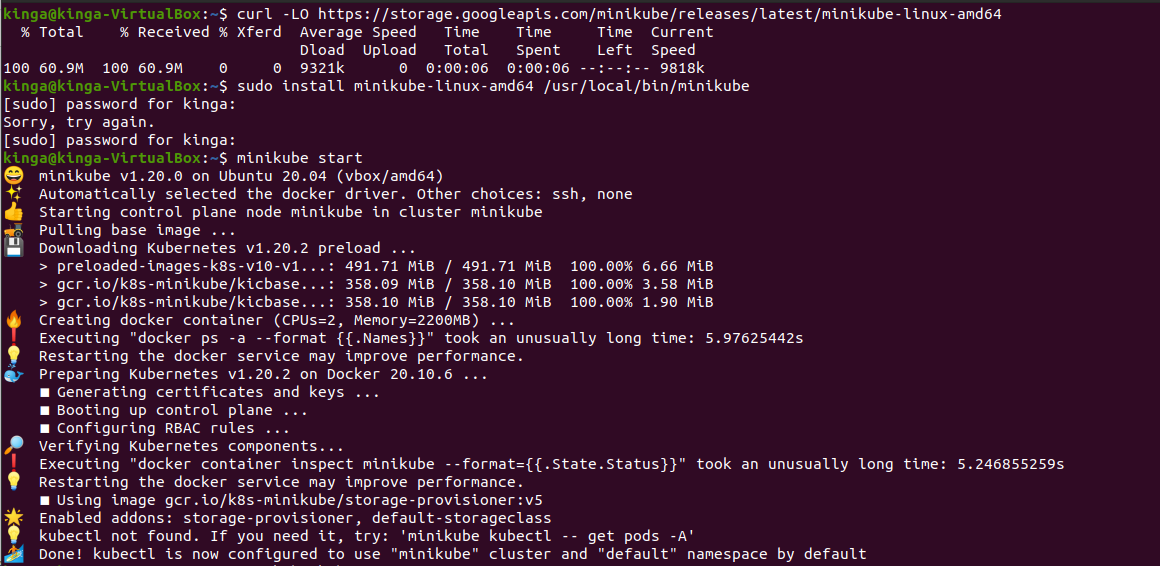 kinga@kinga-VirtualBox:~$ curl -LO https://storage.googleapis.com/minikube/releases/latest/minikube-linux-amd64
% Total % Received % Xferd Average Speed Time Time Time Current
Dload Upload Total Spent Left Speed
100 60.9M 100 60.9M 0 0 9321k 0 0:00:06 0:00:06 --:--:-- 9818k
kinga@kinga-VirtualBox:~$ sudo install minikube-linux-amd64 /usr/local/bin/minikube
[sudo] password for kinga:
Sorry, try again.
[sudo] password for kinga:
kinga@kinga-VirtualBox:~$ minikube start
😄 minikube v1.20.0 on Ubuntu 20.04 (vbox/amd64)
✨ Automatically selected the docker driver. Other choices: ssh, none
👍 Starting control plane node minikube in cluster minikube
🚜 Pulling base image ...
💾 Downloading Kubernetes v1.20.2 preload ...
> preloaded-images-k8s-v10-v1...: 491.71 MiB / 491.71 MiB 100.00% 6.66 MiB
> gcr.io/k8s-minikube/kicbase...: 358.09 MiB / 358.10 MiB 100.00% 3.58 MiB
> gcr.io/k8s-minikube/kicbase...: 358.10 MiB / 358.10 MiB 100.00% 1.90 MiB
🔥 Creating docker container (CPUs=2, Memory=2200MB) ...
❗ Executing "docker ps -a --format {{.Names}}" took an unusually long time: 5.97625442s
💡 Restarting the docker service may improve performance.
🐳 Preparing Kubernetes v1.20.2 on Docker 20.10.6 ...
■ Generating certificates and keys ...
■ Booting up control plane ...
■ Configuring RBAC rules ...
🔎 Verifying Kubernetes components...
❗ Executing "docker container inspect minikube --format={{.State.Status}}" took an unusually long time: 5.246855259s
💡 Restarting the docker service may improve performance.
■ Using image gcr.io/k8s-minikube/storage-provisioner:v5
🌟 Enabled addons: storage-provisioner, default-storageclass
💡 kubectl not found. If you need it, try: 'minikube kubectl -- get pods -A'
🏄 Done! kubectl is now configured to use "minikube" cluster and "default" namespace by default